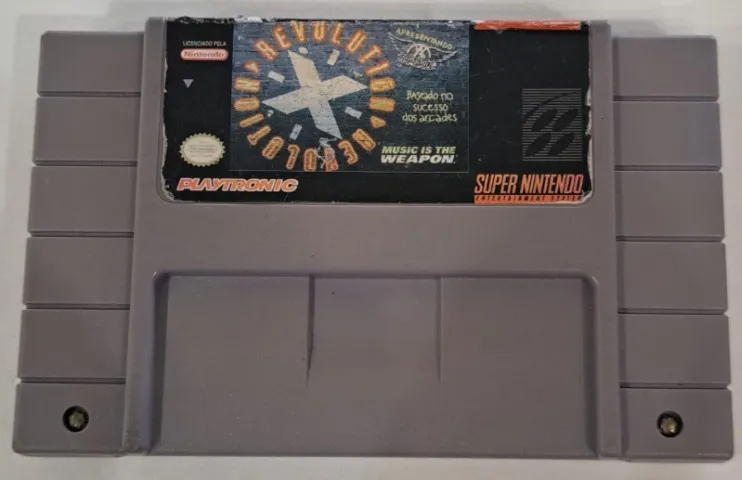 LICENCIADO PELA
Nintendo
REVOLUTION REVOLUTION
X
APRESENTANDO
BASEADO NO
SUCESSO
DOS ARCADES
MUSIC IS THE
WEAPON.
PLAYTRONIC
SUPER NINTENDO
ENTERTAINMENT SYSTEM